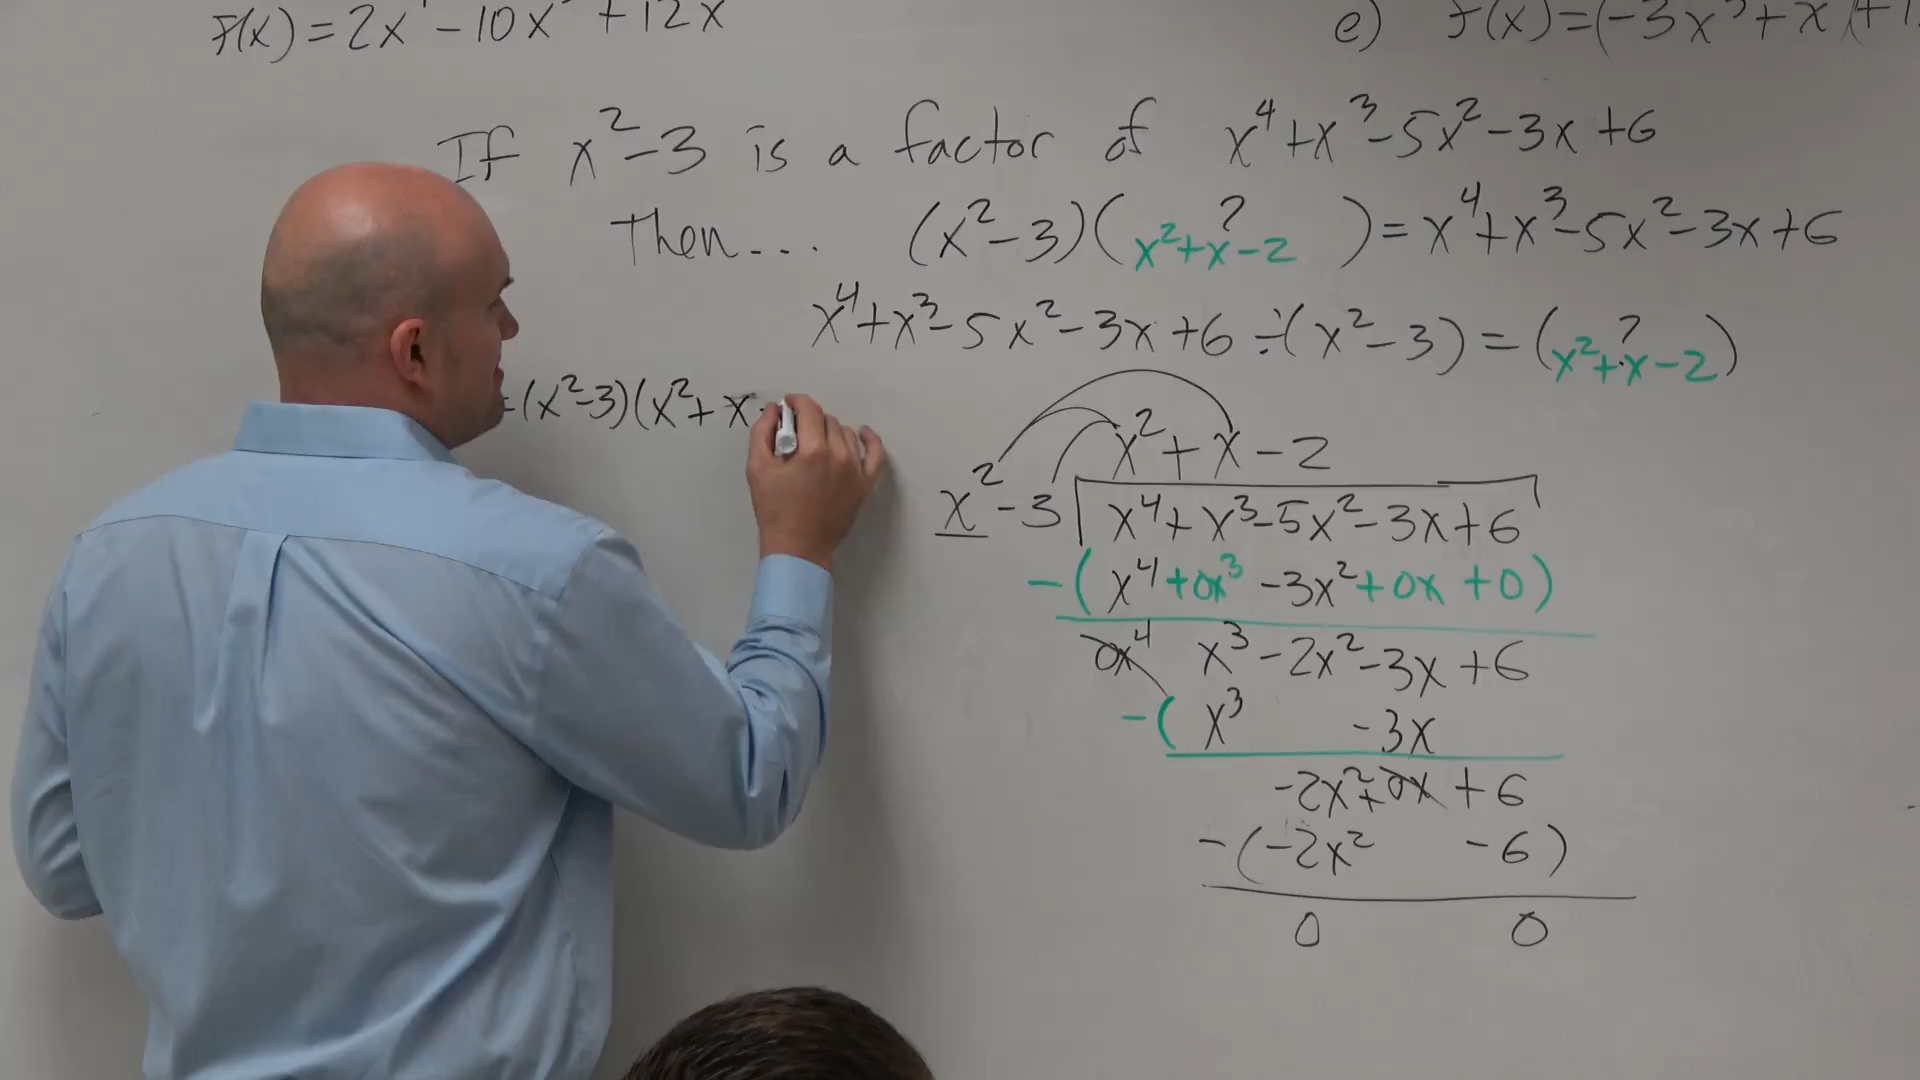 F(x)=2x -10x +12x
e) f(x)=(-3x³+x)(+1
If x²-3 is a factor of x⁴+x³-5x²-3x+6
Then... (x²-3)( ? )=x⁴+x³-5x²-3x+6
x²+x-2
x⁴+x³-5x²-3x+6÷(x²-3)=( ? )
x²+x-2
=(x²-3)(x²+x-
x²+x-2
x²-3 x⁴+x³-5x²-3x+6
-(x⁴+0x³-3x²+0x+0)
0x⁴ x³-2x²-3x+6
-(x³ -3x
-2x²+0x+6
-(-2x² -6)
0 0